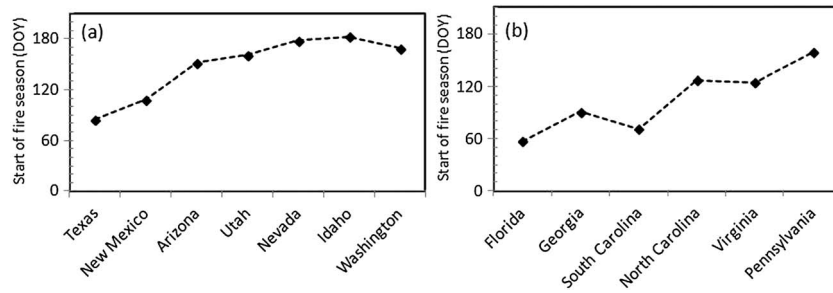 (a)
Start of fire season (DOY)
180
120
60
0
Texas
New Mexico
Arizona
Utah
Nevada
Idaho
Washington
(b)
Start of fire season (DOY)
180
120
60
0
Florida
Georgia
South Carolina
North Carolina
Virginia
Pennsylvania